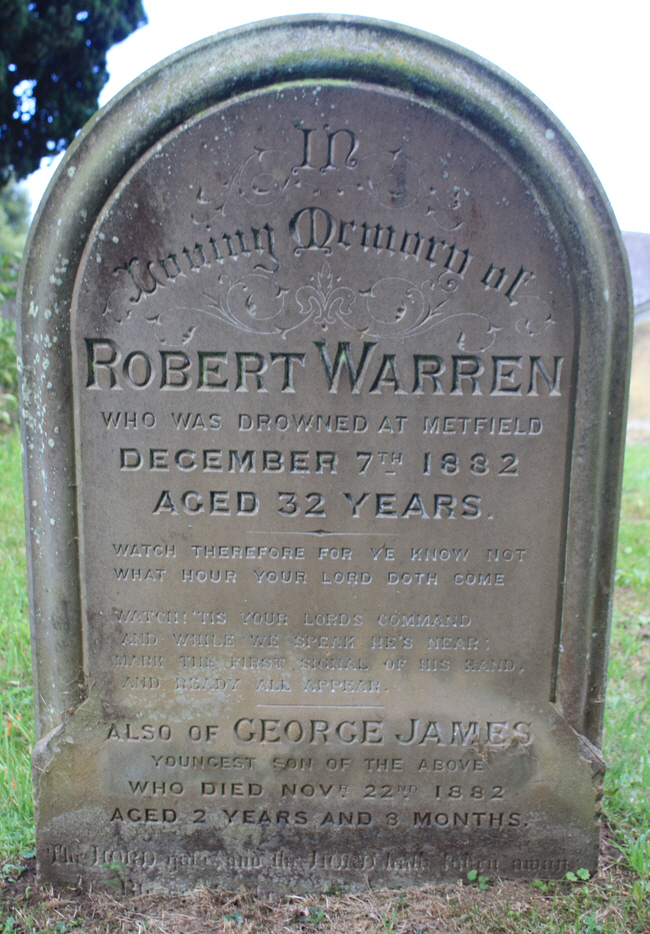 In
Loving Memory of
ROBERT WARREN
WHO WAS DROWNED AT METFIELD
DECEMBER 7TH 1882
AGED 32 YEARS.
WATCH THEREFORE FOR YE KNOW NOT
WHAT HOUR YOUR LORD DOTH COME
WATCH! 'TIS YOUR LORDS COMMAND
AND WHILE WE SPEAK HE'S NEAR;
MARK THE FIRST SIGNAL OF HIS HAND,
AND READY ALL APPEAR.
ALSO OF GEORGE JAMES
YOUNGEST SON OF THE ABOVE
WHO DIED NOVR 22ND 1882
AGED 2 YEARS AND 8 MONTHS.
The LORD gave and the LORD hath taken away